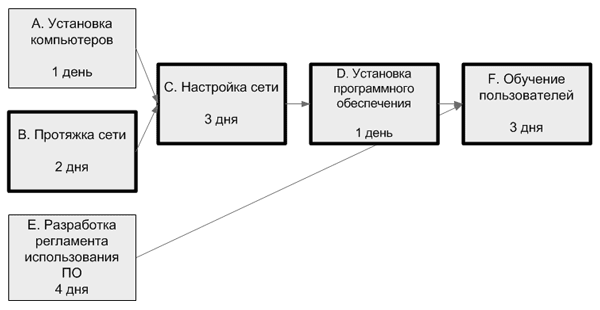 A. Установка
компьютеров
1 день
B. Протяжка сети
2 дня
C. Настройка сети
3 дня
D. Установка
программного
обеспечения
1 день
F. Обучение
пользователей
3 дня
E. Разработка
регламента
использования
ПО
4 дня